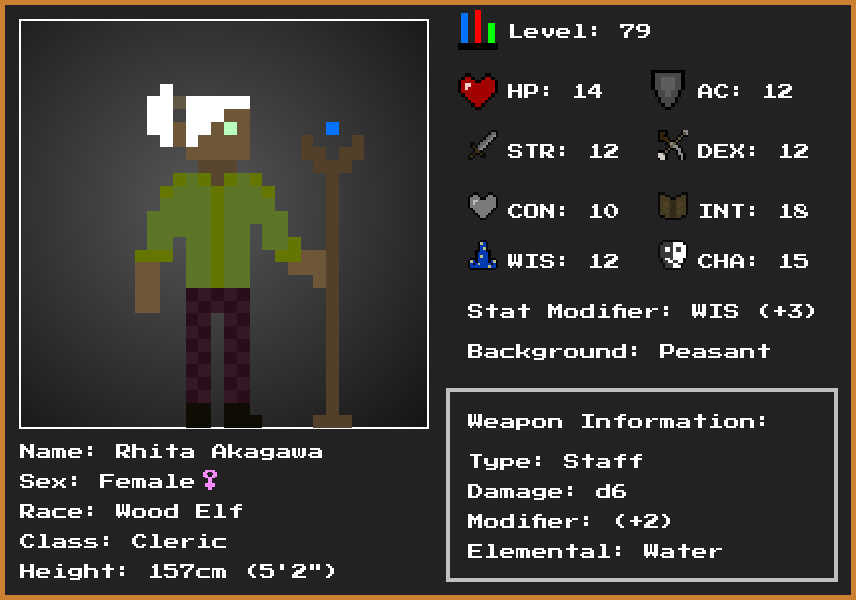 Level: 79
HP: 14
AC: 12
STR: 12
DEX: 12
CON: 10
INT: 18
WIS: 12
CHA: 15
Stat Modifier: WIS (+3)
Background: Peasant
Weapon Information:
Type: Staff
Damage: d6
Modifier: (+2)
Elemental: Water
Name: Rhita Akagawa
Sex: Female♀
Race: Wood Elf
Class: Cleric
Height: 157cm (5'2")